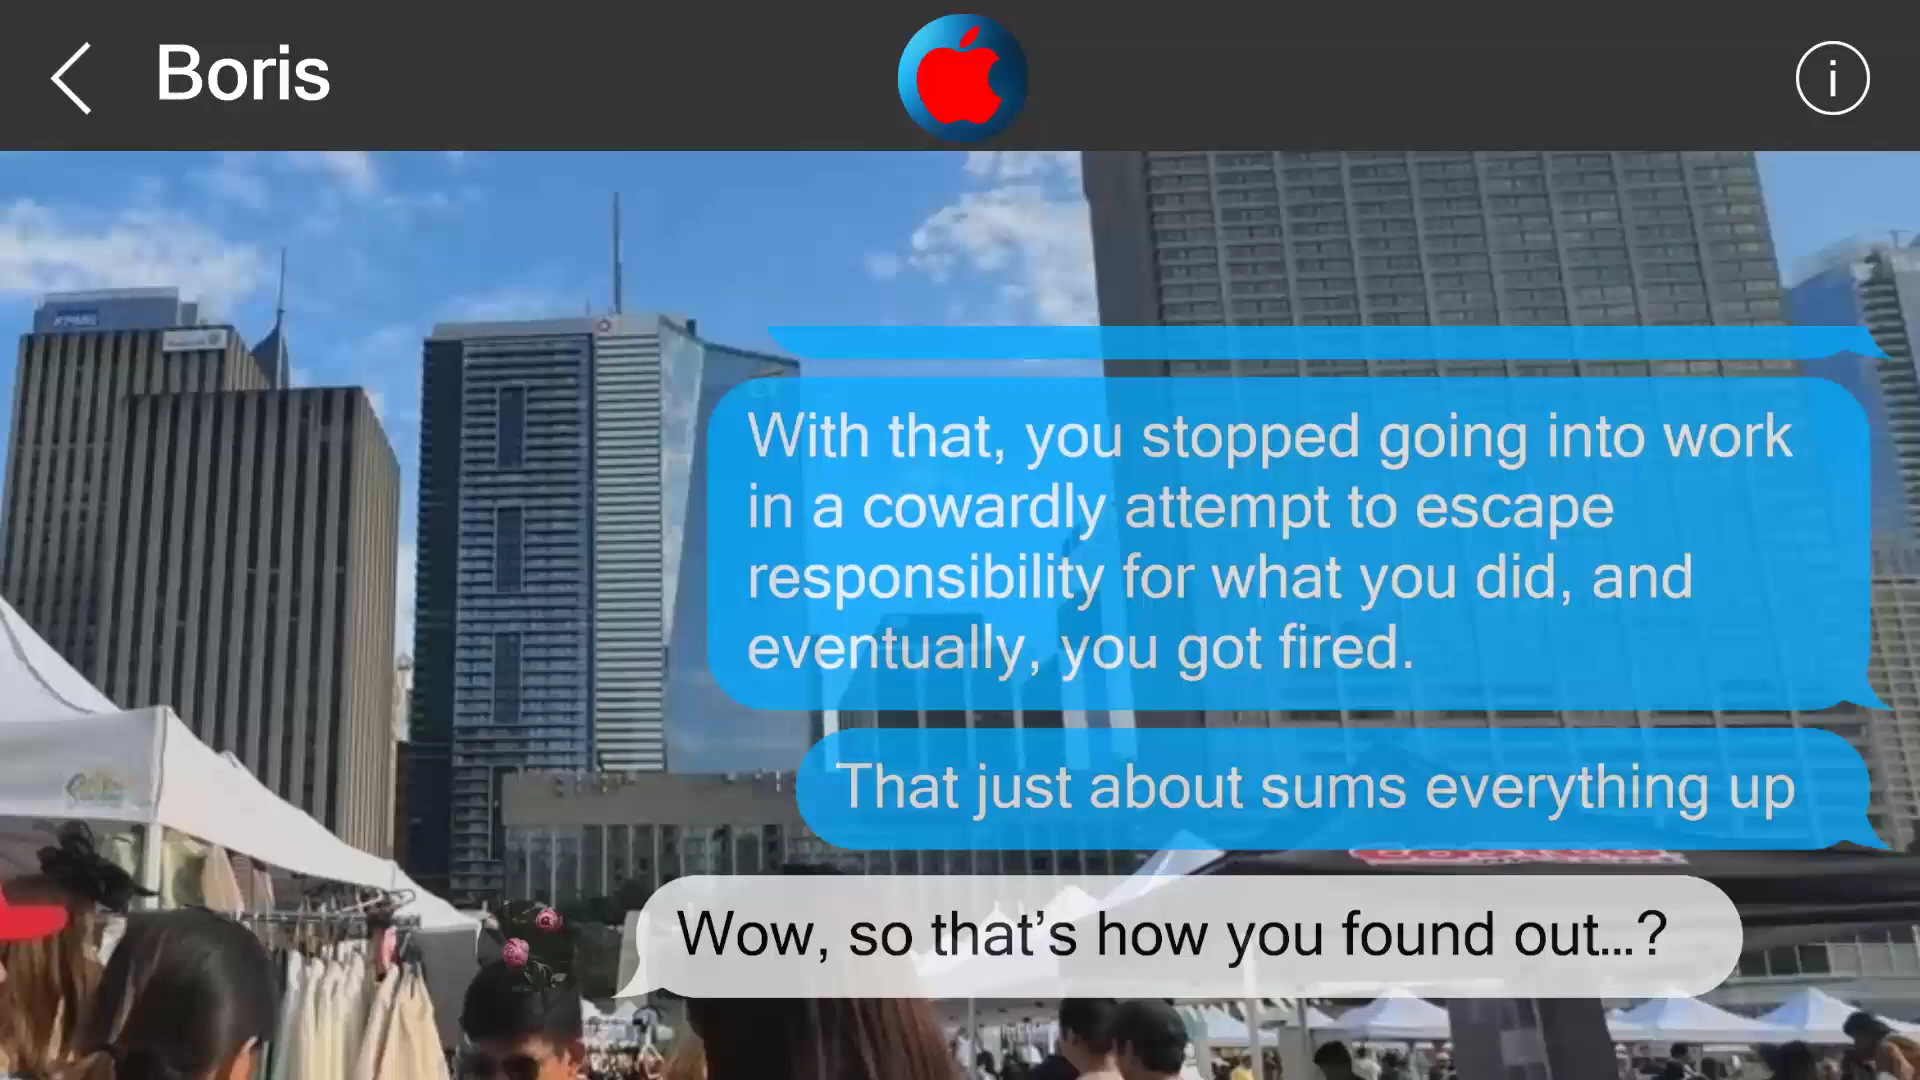 Boris
i
KPMG
With that, you stopped going into work
in a cowardly attempt to escape
responsibility for what you did, and
eventually, you got fired.
That just about sums everything up
Wow, so that’s how you found out...?